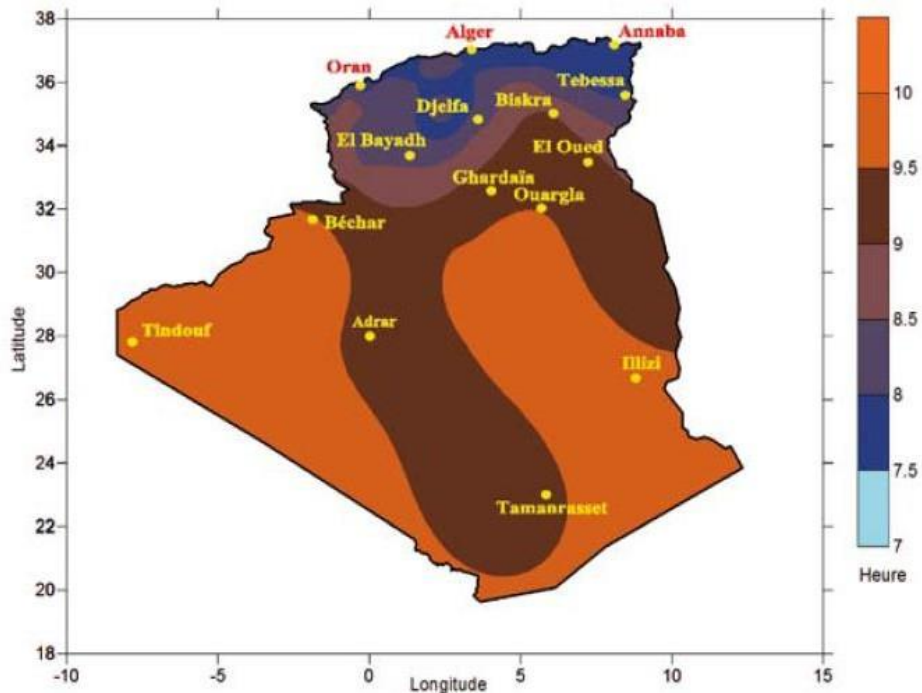 38
36
34
32
30
28
26
24
22
20
18
Latitude
-10
-5
0
5
10
15
Longitude
Alger
Annaba
Oran
Tebessa
Djelfa
Biskra
El Bayadh
El Oued
Ghardaïa
Ouargla
Béchar
Adrar
Tindouf
Illizi
Tamanrasset
10
9.5
9
8.5
8
7.5
7
Heure